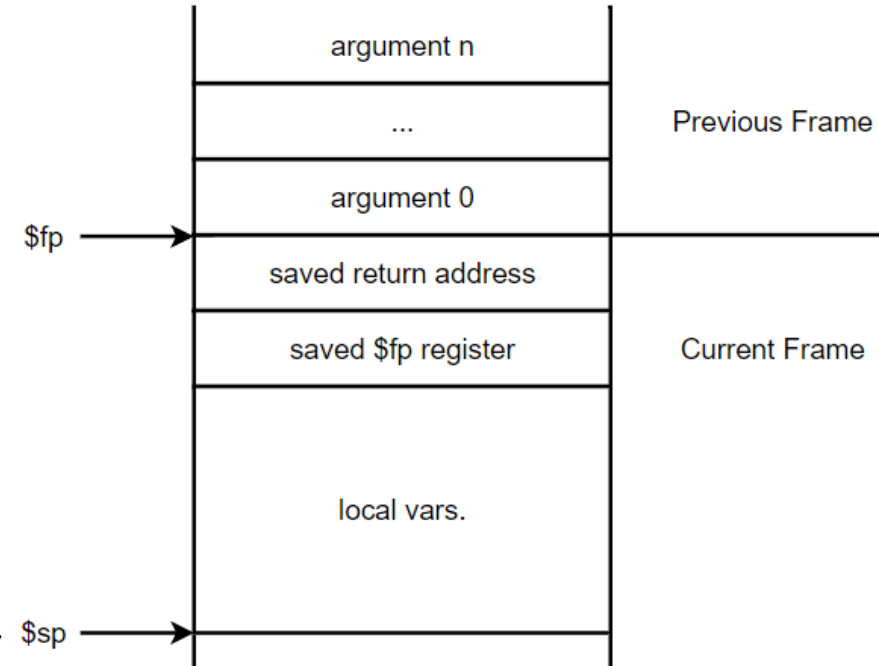 argument n
...
Previous Frame
argument 0
$fp
saved return address
saved $fp register
Current Frame
local vars.
$sp